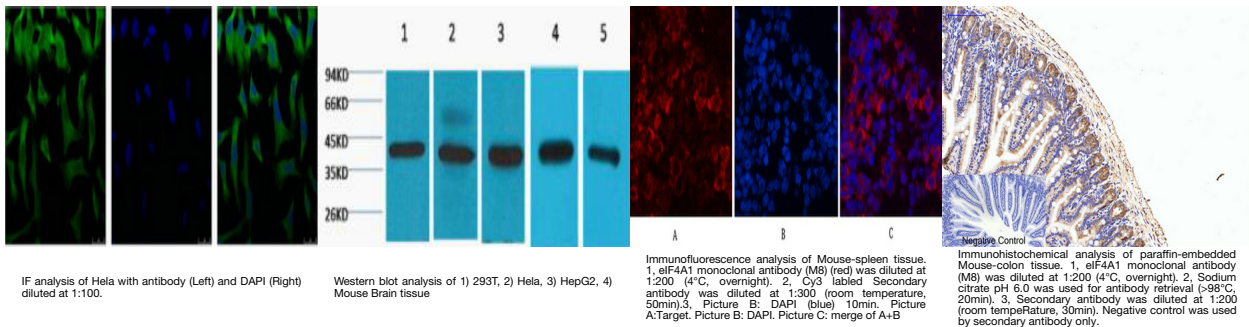 1 2 3 4 5
94KD
66KD
45KD
35KD
26KD
A B C
Negative Control
IF analysis of Hela with antibody (Left) and DAPI (Right)
diluted at 1:100.
Western blot analysis of 1) 293T, 2) Hela, 3) HepG2, 4)
Mouse Brain tissue
Immunofluorescence analysis of Mouse-spleen tissue.
1, eIF4A1 monoclonal antibody (M8) (red) was diluted at
1:200 (4°C, overnight). 2, Cy3 labled Secondary
antibody was diluted at 1:300 (room temperature,
50min).3, Picture B: DAPI (blue) 10min. Picture
A:Target. Picture B: DAPI. Picture C: merge of A+B
Immunohistochemical analysis of paraffin-embedded
Mouse-colon tissue. 1, eIF4A1 monoclonal antibody
(M8) was diluted at 1:200 (4°C, overnight). 2, Sodium
citrate pH 6.0 was used for antibody retrieval (>98°C,
20min). 3, Secondary antibody was diluted at 1:200
(room tempeRature, 30min). Negative control was used
by secondary antibody only.